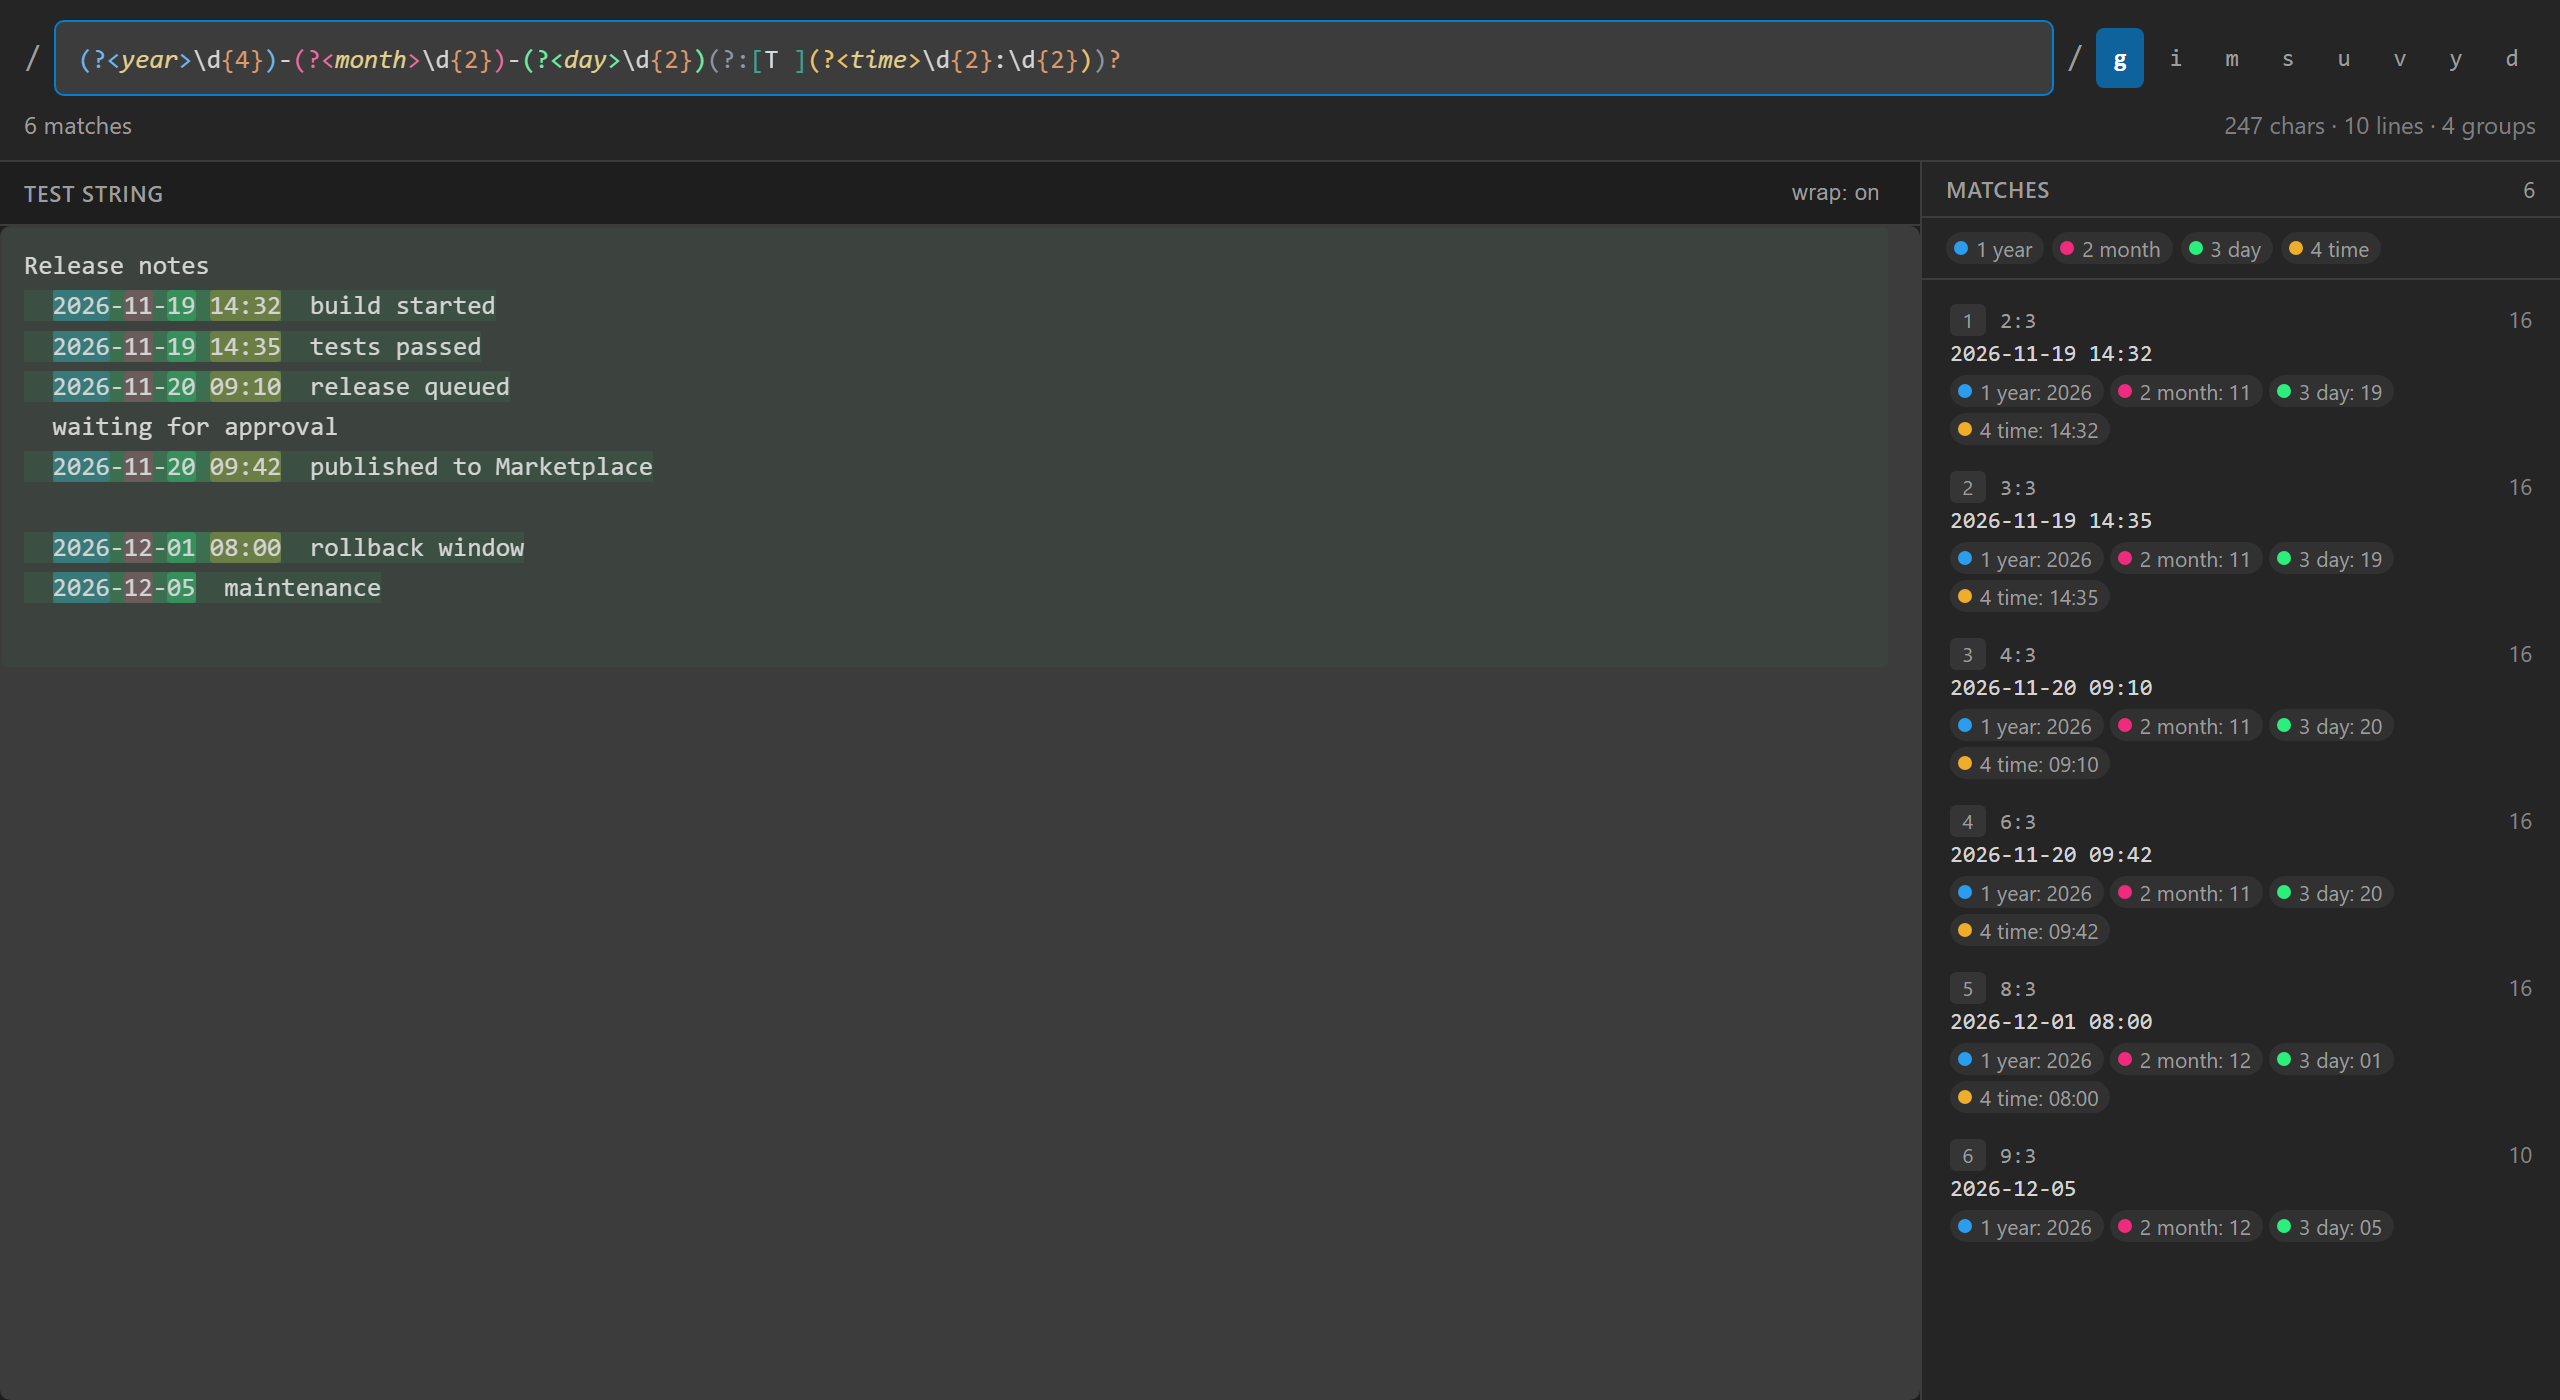 / (?<year>\d{4})-(?<month>\d{2})-(?<day>\d{2})(?:[T ](?<time>\d{2}:\d{2}))? / g i m s u v y d
6 matches 247 chars · 10 lines · 4 groups
TEST STRING wrap: on
Release notes
  2026-11-19 14:32  build started
  2026-11-19 14:35  tests passed
  2026-11-20 09:10  release queued
  waiting for approval
  2026-11-20 09:42  published to Marketplace
  2026-12-01 08:00  rollback window
  2026-12-05  maintenance
MATCHES 6
1 year 2 month 3 day 4 time
1 2:3 16
2026-11-19 14:32
1 year: 2026 2 month: 11 3 day: 19
4 time: 14:32
2 3:3 16
2026-11-19 14:35
1 year: 2026 2 month: 11 3 day: 19
4 time: 14:35
3 4:3 16
2026-11-20 09:10
1 year: 2026 2 month: 11 3 day: 20
4 time: 09:10
4 6:3 16
2026-11-20 09:42
1 year: 2026 2 month: 11 3 day: 20
4 time: 09:42
5 8:3 16
2026-12-01 08:00
1 year: 2026 2 month: 12 3 day: 01
4 time: 08:00
6 9:3 10
2026-12-05
1 year: 2026 2 month: 12 3 day: 05